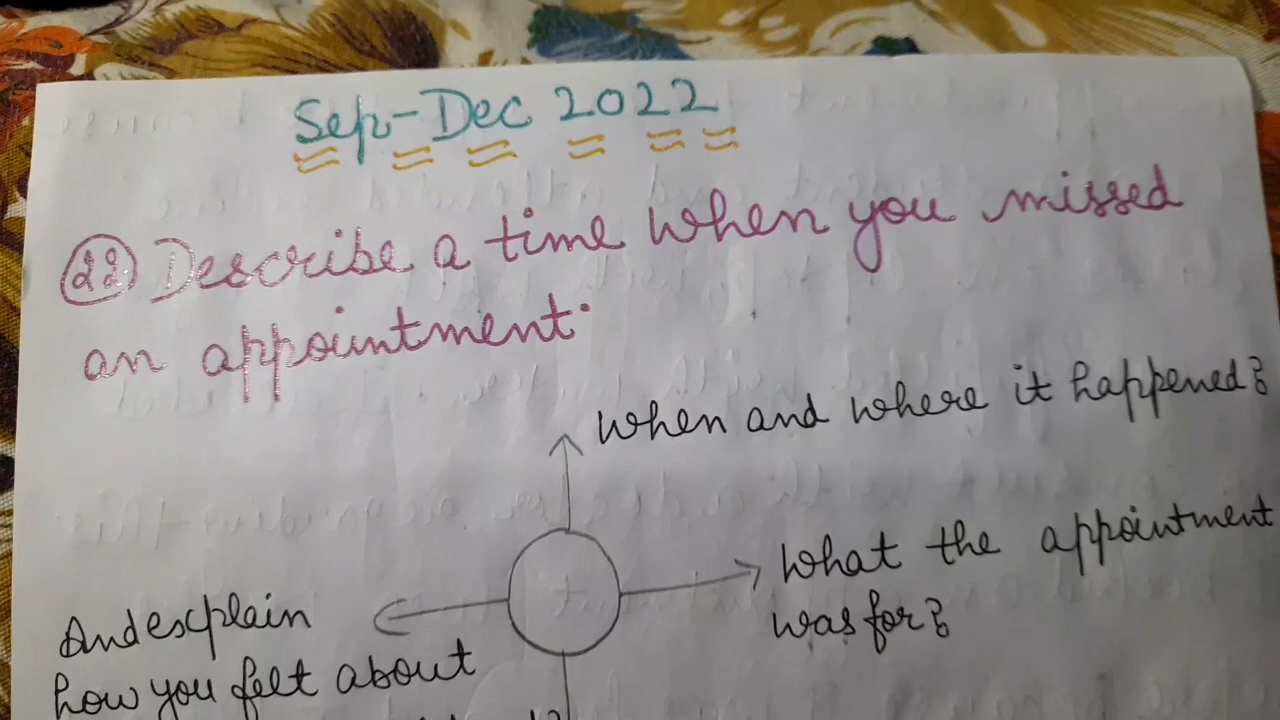 Sep-Dec 2022
22 Describe a time when you missed
an appointment.
When and where it happened?
What the appointment
was for?
And explain
how you felt about